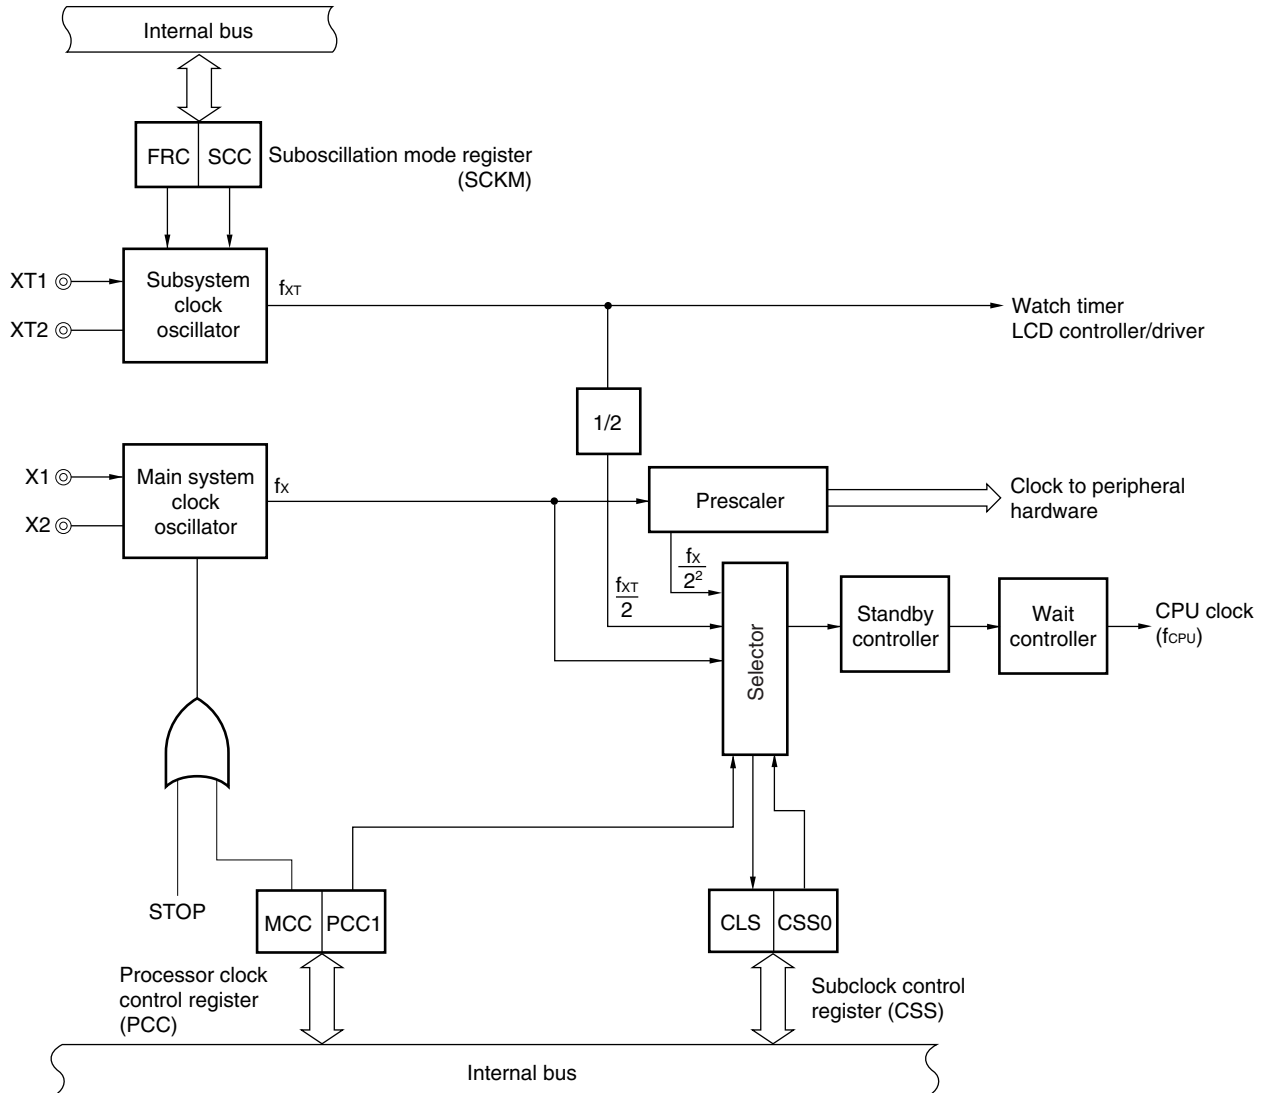 Internal bus
FRC
SCC
Suboscillation mode register
(SCKM)
XT1
XT2
Subsystem
clock
oscillator
fXT
Watch timer
LCD controller/driver
1/2
X1
X2
Main system
clock
oscillator
fX
Prescaler
Clock to peripheral
hardware
fX
2²
fXT
2
Selector
Standby
controller
Wait
controller
CPU clock
(fCPU)
STOP
MCC
PCC1
CLS
CSS0
Processor clock
control register
(PCC)
Subclock control
register (CSS)
Internal bus